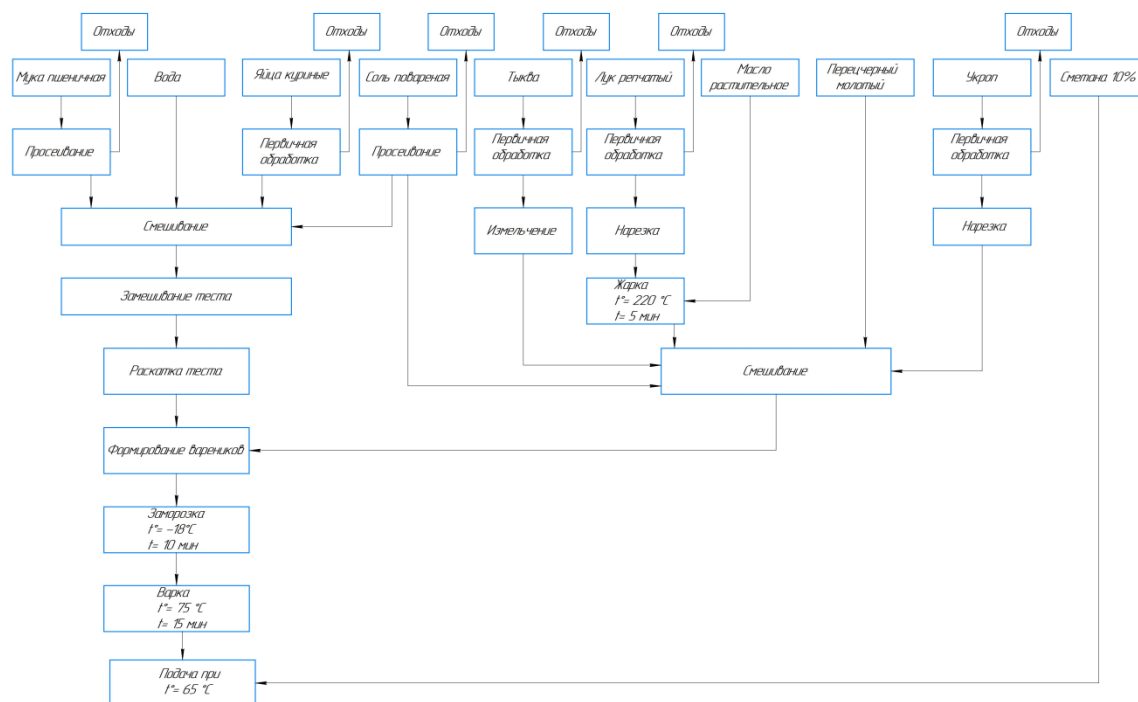 Отходы
Отходы
Отходы
Отходы
Отходы
Отходы
Мука пшеничная
Вода
Яйца куриные
Соль повареная
Тыква
Лук репчатый
Масло
растительное
Перецчерный
молотый
Укроп
Сметана 10%
Просеивание
Первичная
обработка
Просеивание
Первичная
обработка
Первичная
обработка
Первичная
обработка
Смешивание
Измельчение
Нарезка
Нарезка
Замешивание теста
Жарка
t°= 220 °C
t= 5 мин
Раскатка теста
Смешивание
Формирование вареников
Заморозка
t°= -18°C
t= 10 мин
Варка
t°= 75 °C
t= 15 мин
Подача при
t°= 65 °C